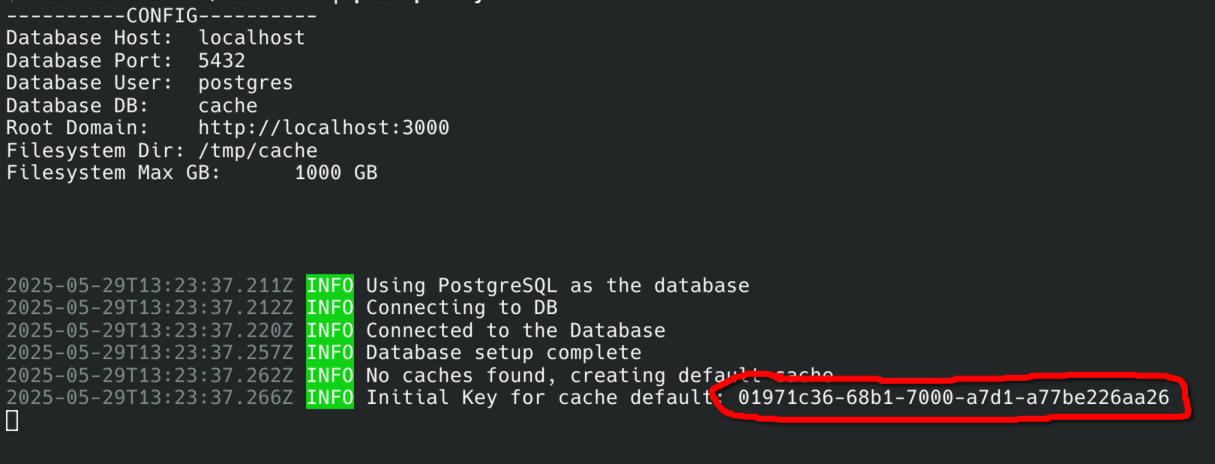 ----------CONFIG----------
Database Host:  localhost
Database Port:  5432
Database User:  postgres
Database DB:    cache
Root Domain:    http://localhost:3000
Filesystem Dir: /tmp/cache
Filesystem Max GB:      1000 GB
2025-05-29T13:23:37.211Z INFO Using PostgreSQL as the database
2025-05-29T13:23:37.212Z INFO Connecting to DB
2025-05-29T13:23:37.220Z INFO Connected to the Database
2025-05-29T13:23:37.257Z INFO Database setup complete
2025-05-29T13:23:37.262Z INFO No caches found, creating default cache
2025-05-29T13:23:37.266Z INFO Initial Key for cache default: 01971c36-68b1-7000-a7d1-a77be226aa26